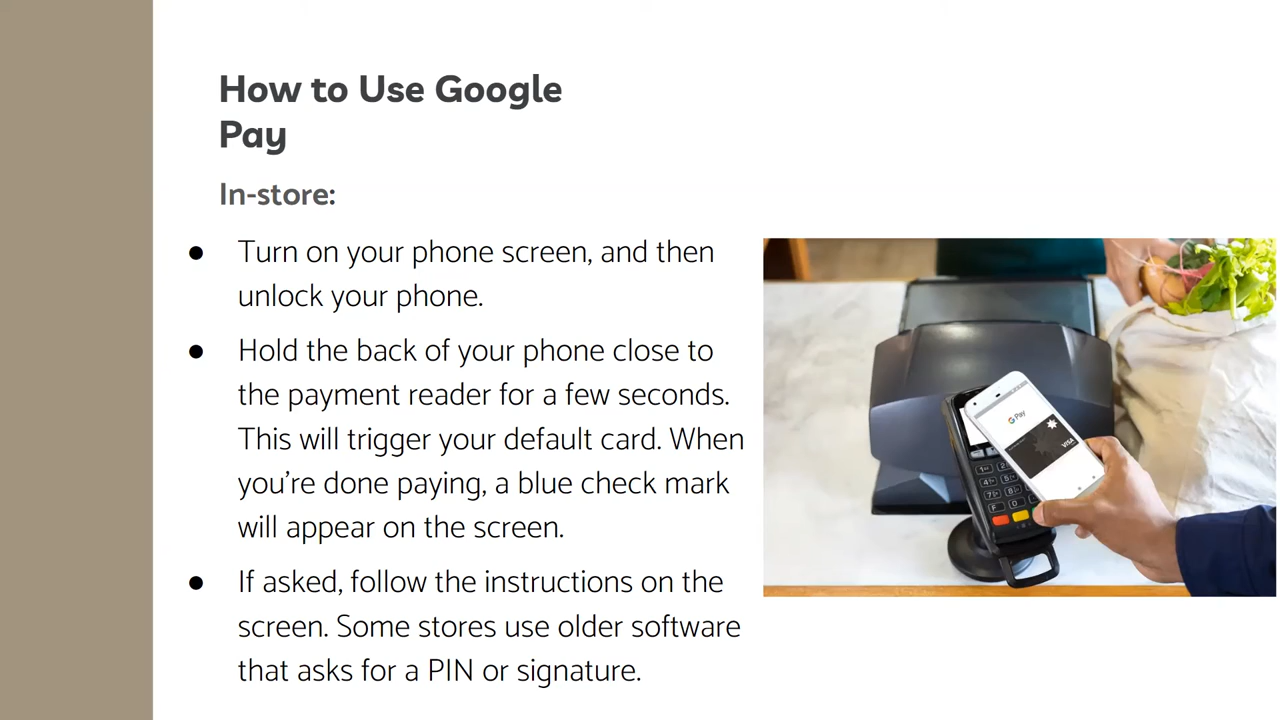 How to Use Google
Pay
In-store:
● Turn on your phone screen, and then
unlock your phone.
● Hold the back of your phone close to
the payment reader for a few seconds.
This will trigger your default card. When
you're done paying, a blue check mark
will appear on the screen.
● If asked, follow the instructions on the
screen. Some stores use older software
that asks for a PIN or signature.
G Pay
VISA